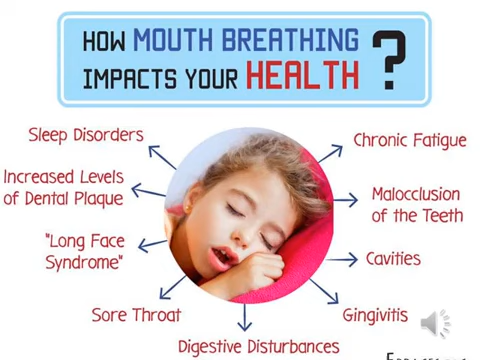 HOW MOUTH BREATHING
IMPACTS YOUR HEALTH ?
Sleep Disorders
Chronic Fatigue
Increased Levels
of Dental Plaque
Malocclusion
of the Teeth
"Long Face
Syndrome"
Cavities
Sore Throat
Gingivitis
Digestive Disturbances